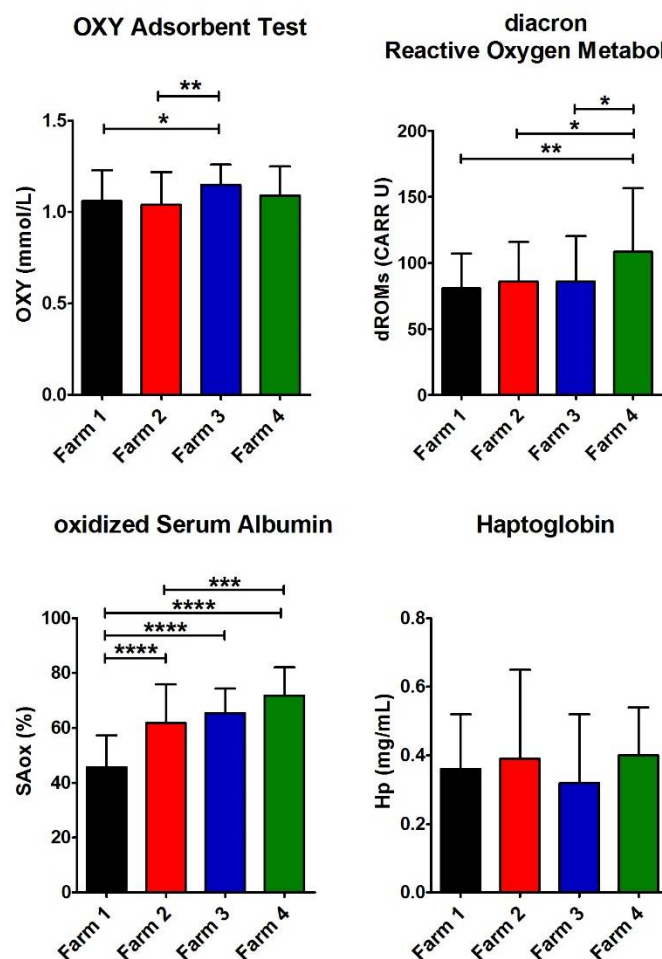 OXY Adsorbent Test
**
*
OXY (mmol/L)
1.5
1.0
0.5
0.0
Farm 1
Farm 2
Farm 3
Farm 4
diacron
Reactive Oxygen Metabol
*
*
**
dROMs (CARR U)
200
150
100
50
0
Farm 1
Farm 2
Farm 3
Farm 4
oxidized Serum Albumin
***
****
****
****
SAox (%)
100
80
60
40
20
0
Farm 1
Farm 2
Farm 3
Farm 4
Haptoglobin
Hp (mg/mL)
0.8
0.6
0.4
0.2
0.0
Farm 1
Farm 2
Farm 3
Farm 4